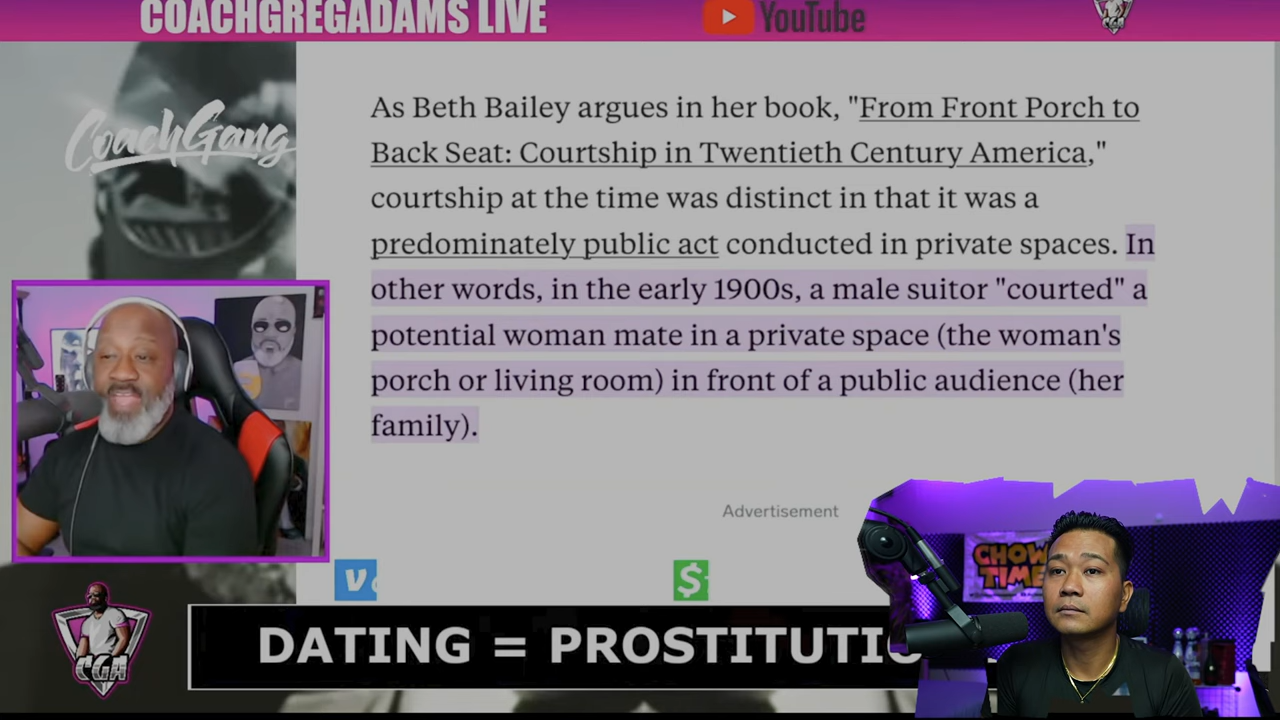 COACHGREGADAMS LIVE
YouTube
CoachGang
As Beth Bailey argues in her book, "From Front Porch to
Back Seat: Courtship in Twentieth Century America,"
courtship at the time was distinct in that it was a
predominately public act conducted in private spaces. In
other words, in the early 1900s, a male suitor "courted" a
potential woman mate in a private space (the woman's
porch or living room) in front of a public audience (her
family).
Advertisement
CHOW
TIME
CGA
DATING = PROSTITUTIO